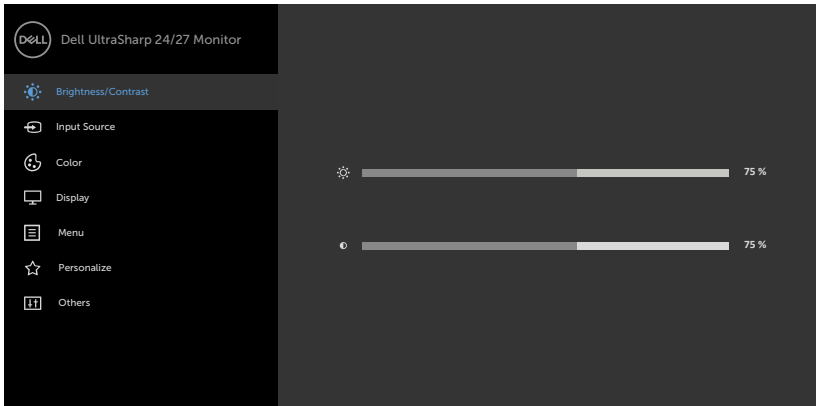 DELL
Dell UltraSharp 24/27 Monitor
Brightness/Contrast
Input Source
Color
Display
Menu
Personalize
Others
75 %
75 %